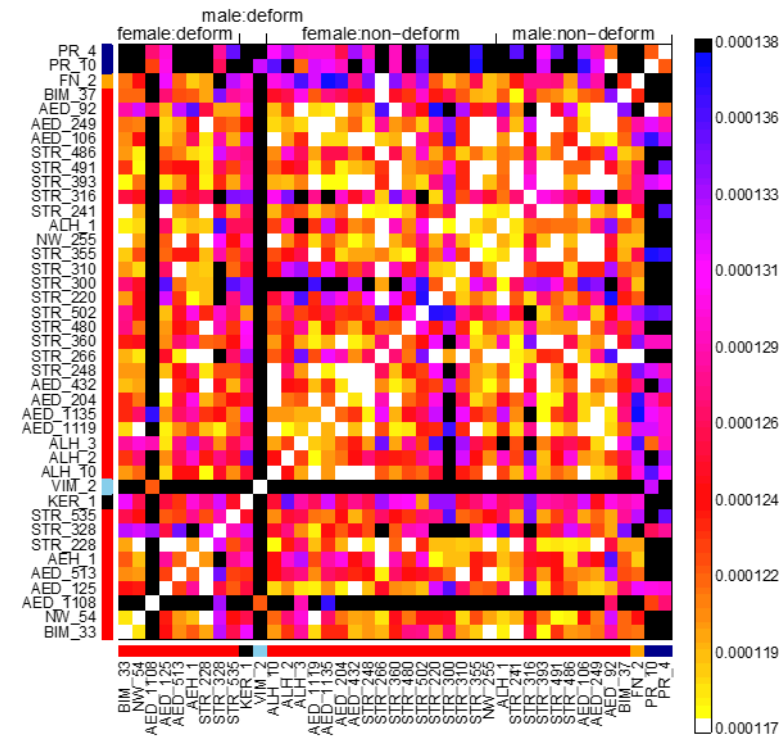 male:deform
female:deform
female:non-deform
male:non-deform
PR_4
PR_10
FN_2
BIM_37
AED_92
AED_249
AED_106
STR_486
STR_491
STR_393
STR_316
STR_241
ALH_1
NW_255
STR_355
STR_310
STR_300
STR_220
STR_502
STR_480
STR_360
STR_266
STR_248
AED_432
AED_204
AED_1135
AED_1119
ALH_3
ALH_2
ALH_10
VIM_2
KER_1
STR_535
STR_328
STR_228
AEH_1
AED_513
AED_125
AED_1108
NW_54
BIM_33
BIM_33
NW_54
AED_1108
AED_125
AED_513
AEH_1
STR_228
STR_328
STR_535
KER_1
VIM_2
ALH_10
ALH_2
ALH_3
AED_1119
AED_1135
AED_204
AED_432
STR_248
STR_266
STR_360
STR_480
STR_502
STR_220
STR_300
STR_310
STR_355
NW_255
ALH_1
STR_241
STR_316
STR_393
STR_491
STR_486
AED_106
AED_249
AED_92
BIM_37
FN_2
PR_10
PR_4
0.000138
0.000136
0.000133
0.000131
0.000129
0.000126
0.000124
0.000122
0.000119
0.000117